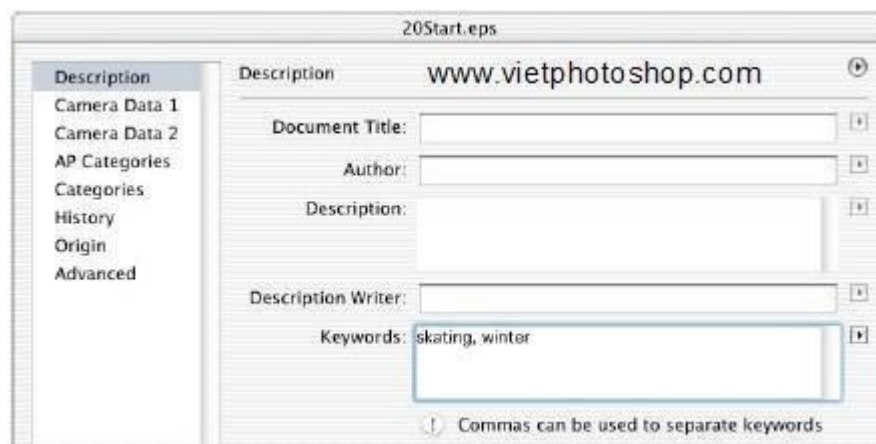 20Start.eps
Description
Camera Data 1
Camera Data 2
AP Categories
Categories
History
Origin
Advanced
Description www.vietphotoshop.com
Document Title:
Author:
Description:
Description Writer:
Keywords: skating, winter
! Commas can be used to separate keywords